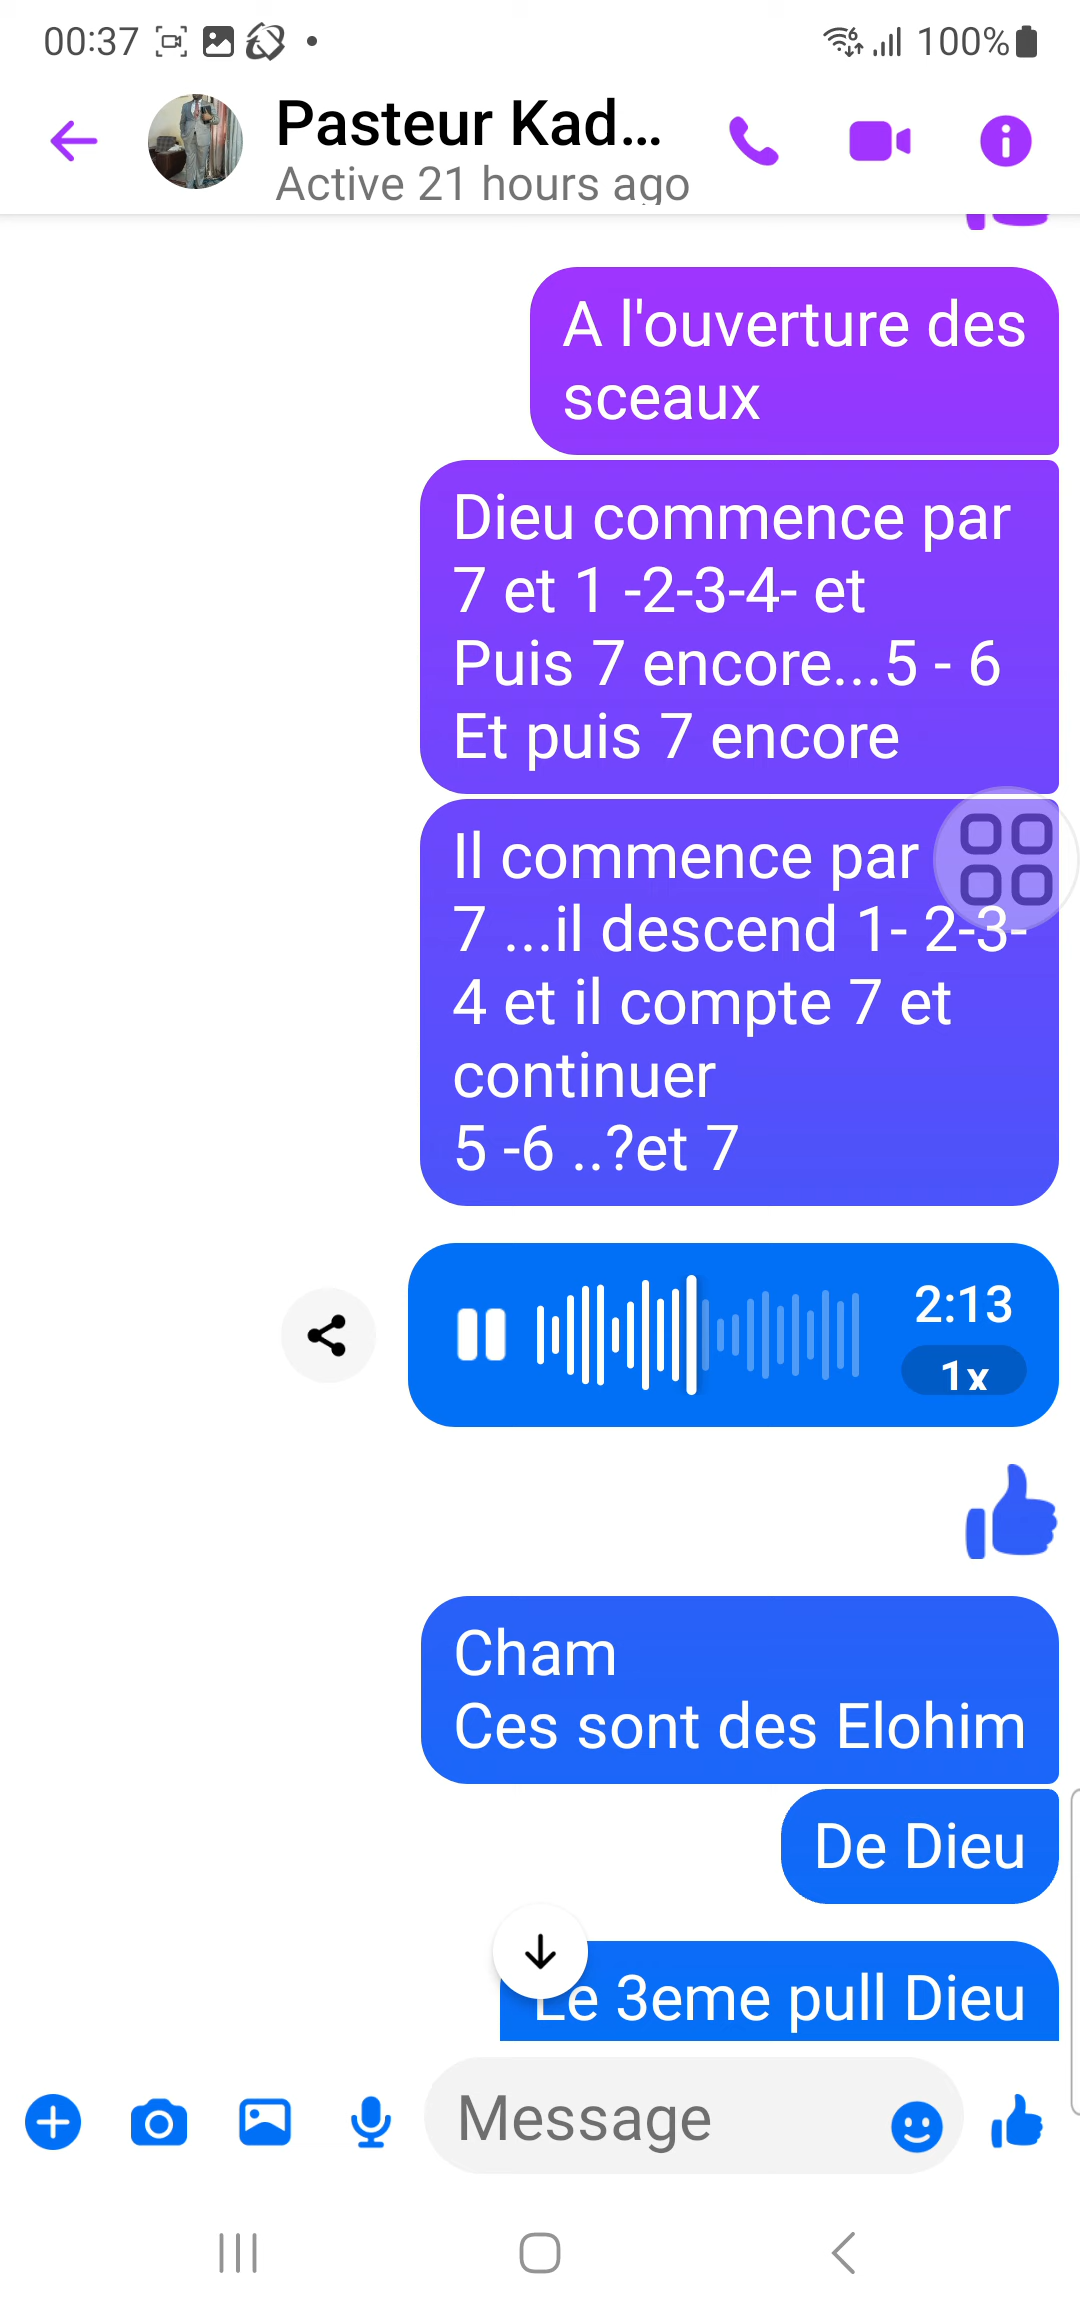 00:37
100%
Pasteur Kad...
Active 21 hours ago
A l'ouverture des
sceaux
Dieu commence par
7 et 1 -2-3-4- et
Puis 7 encore...5 - 6
Et puis 7 encore
Il commence par
7 ...il descend 1- 2-3-
4 et il compte 7 et
continuer
5 -6 ..?et 7
2:13
1x
Cham
Ces sont des Elohim
De Dieu
Le 3eme pull Dieu
Message